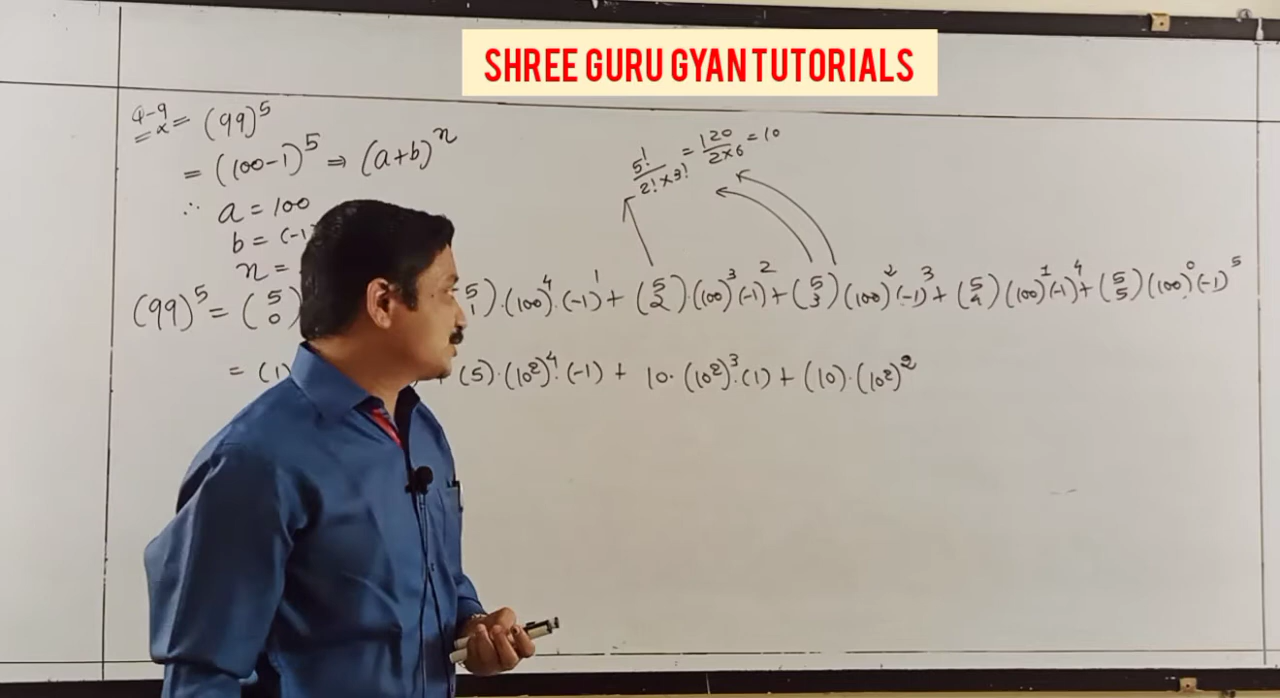 SHREE GURU GYAN TUTORIALS
Q-9
= x = (99)^5
= (100-1)^5 ⇒ (a+b)^n
5!/(2!×3!) = 120/(2×6) = 10
∴ a = 100
b = (-1
n =
(99)^5 = (5 0) 5 1) · (100)^4 · (-1)^1 + (5 2) · (100)^3 (-1)^2 + (5 3) (100)^2 (-1)^3 + (5 4) (100)^1 (-1)^4 + (5 5) (100)^0 (-1)^5
= (1) (5) · (10^2)^4 · (-1) + 10 · (10^2)^3 · (1) + (10) · (10^2)^2